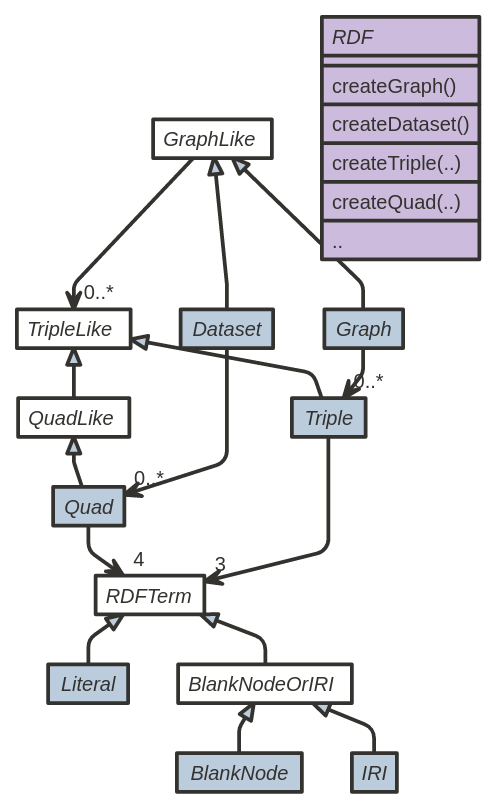 RDF
createGraph()
createDataset()
createTriple(..)
createQuad(..)
..
GraphLike
0..*
TripleLike
Dataset
Graph
0..*
QuadLike
Triple
0..*
Quad
4
3
RDFTerm
Literal
BlankNodeOrIRI
BlankNode
IRI